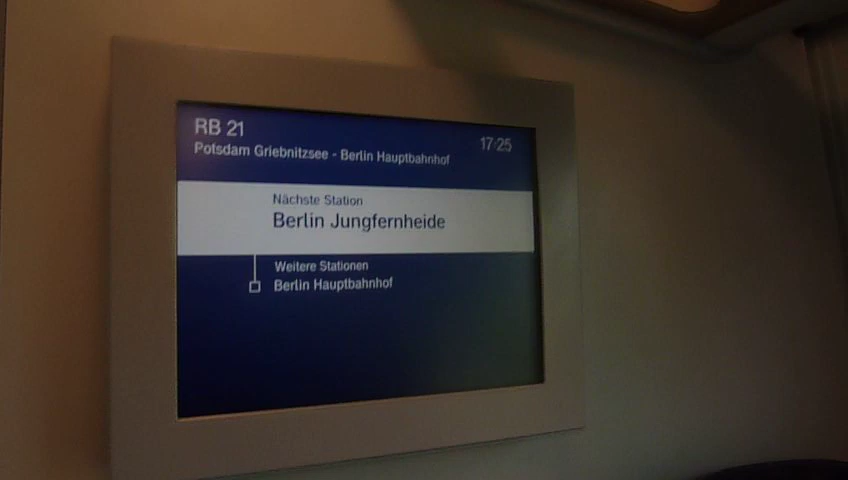 RB 21
17:25
Potsdam Griebnitzsee - Berlin Hauptbahnhof
Nächste Station
Berlin Jungfernheide
Weitere Stationen
Berlin Hauptbahnhof